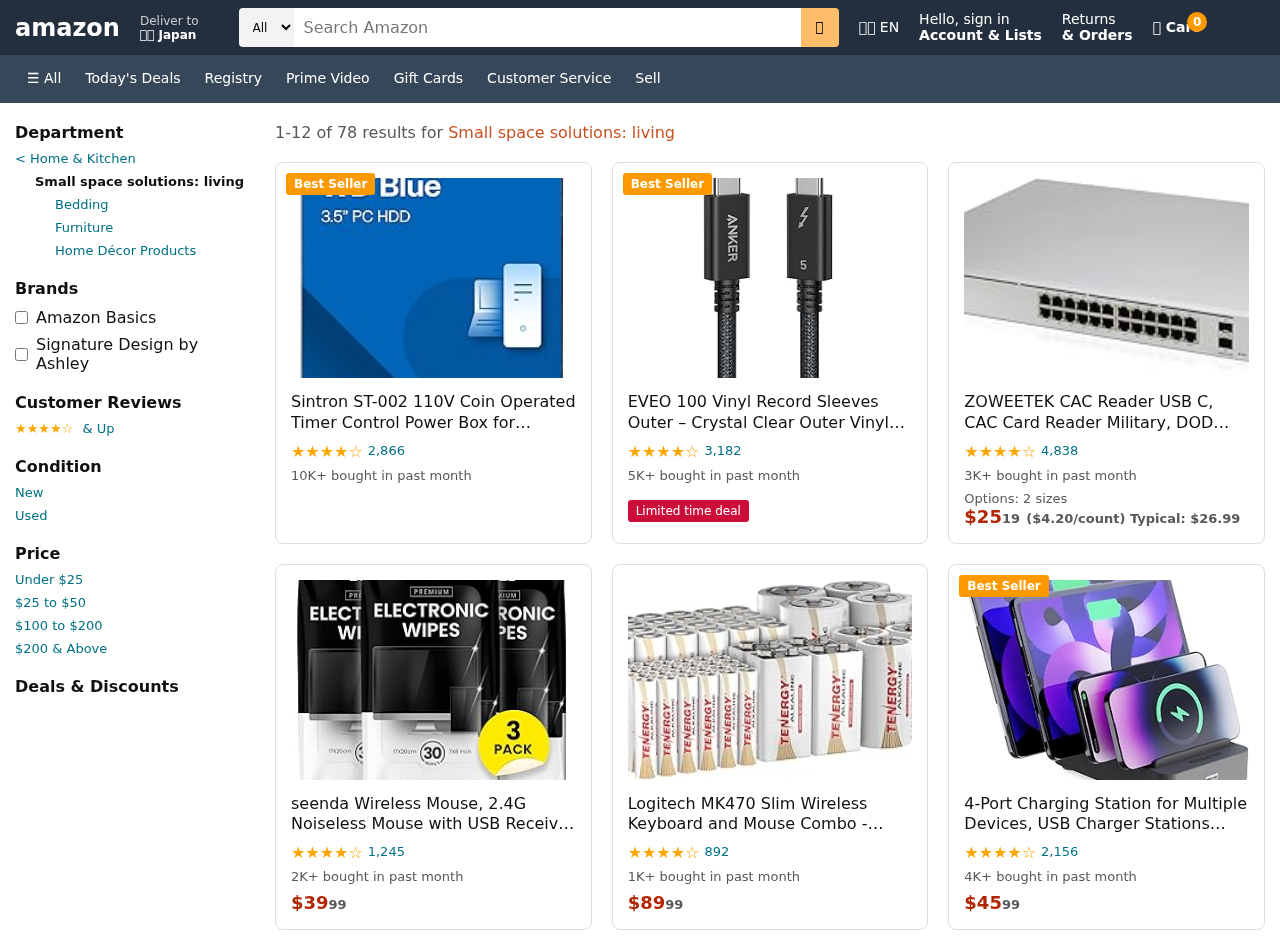 amazon
Deliver to
Japan
All
Search Amazon
EN
Hello, sign in
Account & Lists
Returns
& Orders
0
☰ All
Today's Deals
Registry
Prime Video
Gift Cards
Customer Service
Sell
Department
< Home & Kitchen
Small space solutions: living
Bedding
Furniture
Home Décor Products
Brands
Amazon Basics
Signature Design by
Ashley
Customer Reviews
★★★★☆ & Up
Condition
New
Used
Price
Under $25
$25 to $50
$100 to $200
$200 & Above
Deals & Discounts
1-12 of 78 results for Small space solutions: living
Best Seller
Blue
3.5" PC HDD
Sintron ST-002 110V Coin Operated
Timer Control Power Box for...
★★★★☆ 2,866
10K+ bought in past month
Best Seller
ANKER
5
EVEO 100 Vinyl Record Sleeves
Outer – Crystal Clear Outer Vinyl...
★★★★☆ 3,182
5K+ bought in past month
Limited time deal
ZOWEETEK CAC Reader USB C,
CAC Card Reader Military, DOD...
★★★★☆ 4,838
3K+ bought in past month
Options: 2 sizes
$25 19 ($4.20/count) Typical: $26.99
PREMIUM
ELECTRONIC
WIPES
3
PACK
17x20cm 30 7x8 inch
seenda Wireless Mouse, 2.4G
Noiseless Mouse with USB Receiv...
★★★★☆ 1,245
2K+ bought in past month
$39 99
TENERGY
ALKALINE
Logitech MK470 Slim Wireless
Keyboard and Mouse Combo -...
★★★★☆ 892
1K+ bought in past month
$89 99
Best Seller
4-Port Charging Station for Multiple
Devices, USB Charger Stations...
★★★★☆ 2,156
4K+ bought in past month
$45 99